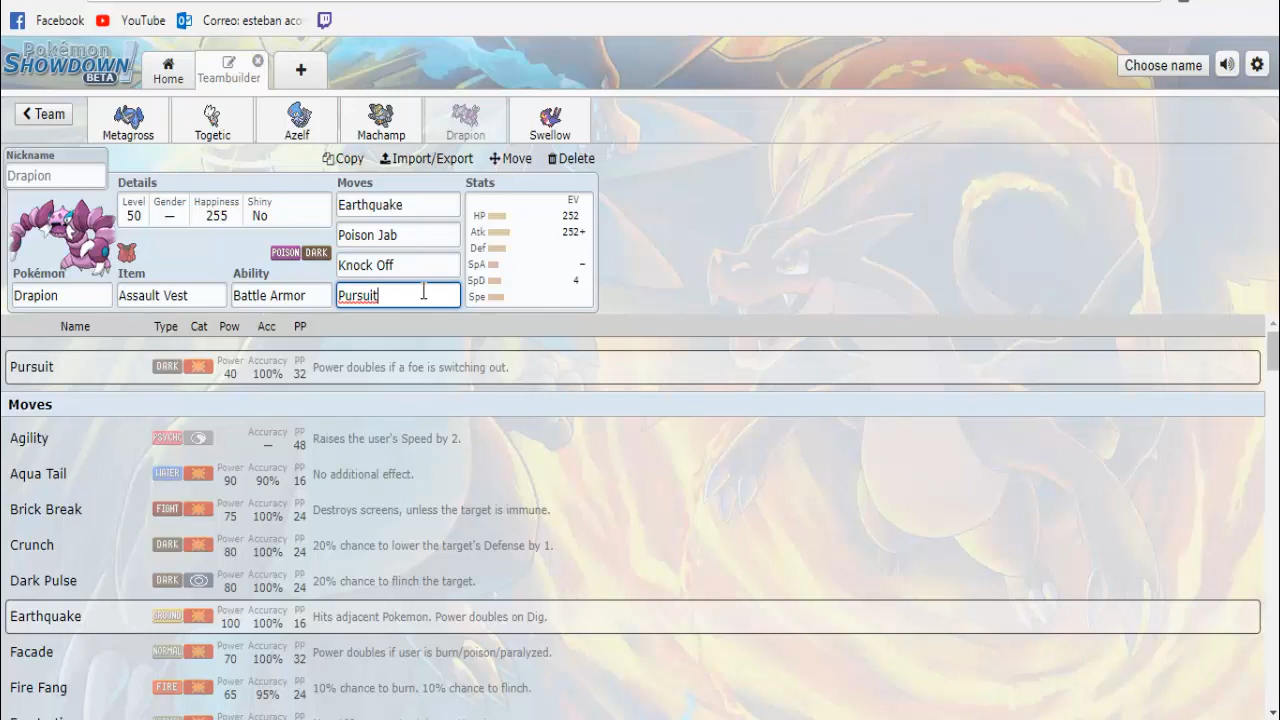 Facebook YouTube Correo: esteban aco
Pokémon
SHOWDOWN
BETA
Home
Teambuilder
+
Choose name
Team
Metagross Togetic Azelf Machamp Drapion Swellow
Nickname
Drapion
Copy Import/Export Move Delete
Details Moves Stats
Level Gender Happiness Shiny
50 — 255 No
POISON DARK
Pokémon Item Ability
Drapion Assault Vest Battle Armor
Earthquake
Poison Jab
Knock Off
Pursuit
EV
HP 252
Atk 252+
Def
SpA –
SpD 4
Spe
Name Type Cat Pow Acc PP
Pursuit DARK Power 40 Accuracy 100% PP 32 Power doubles if a foe is switching out.
Moves
Agility PSYCHC Accuracy — PP 48 Raises the user's Speed by 2.
Aqua Tail WATER Power 90 Accuracy 90% PP 16 No additional effect.
Brick Break FIGHT Power 75 Accuracy 100% PP 24 Destroys screens, unless the target is immune.
Crunch DARK Power 80 Accuracy 100% PP 24 20% chance to lower the target's Defense by 1.
Dark Pulse DARK Power 80 Accuracy 100% PP 24 20% chance to flinch the target.
Earthquake GROUND Power 100 Accuracy 100% PP 16 Hits adjacent Pokemon. Power doubles on Dig.
Facade NORMAL Power 70 Accuracy 100% PP 32 Power doubles if user is burn/poison/paralyzed.
Fire Fang FIRE Power 65 Accuracy 95% PP 24 10% chance to burn. 10% chance to flinch.